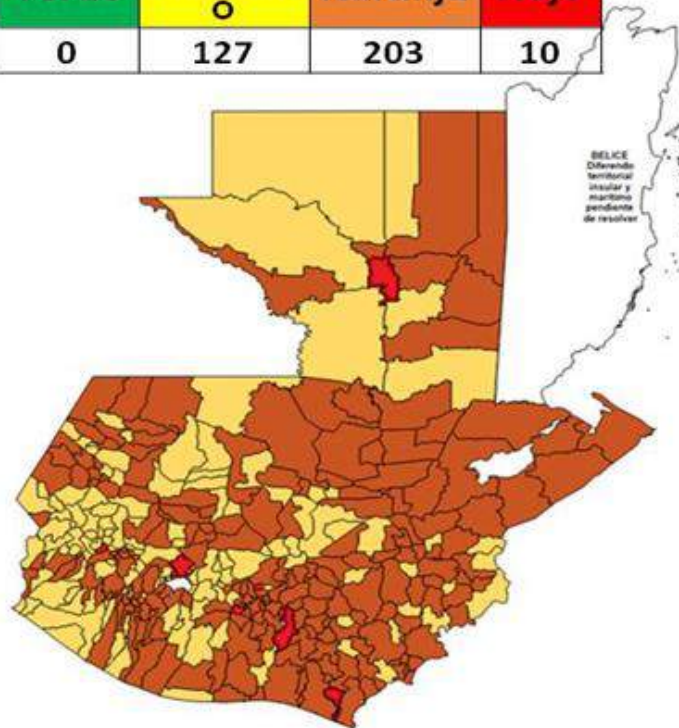 O
0 127 203 10
BELICE
Diferendo
territorial
insular y
marítimo
pendiente
de resolver